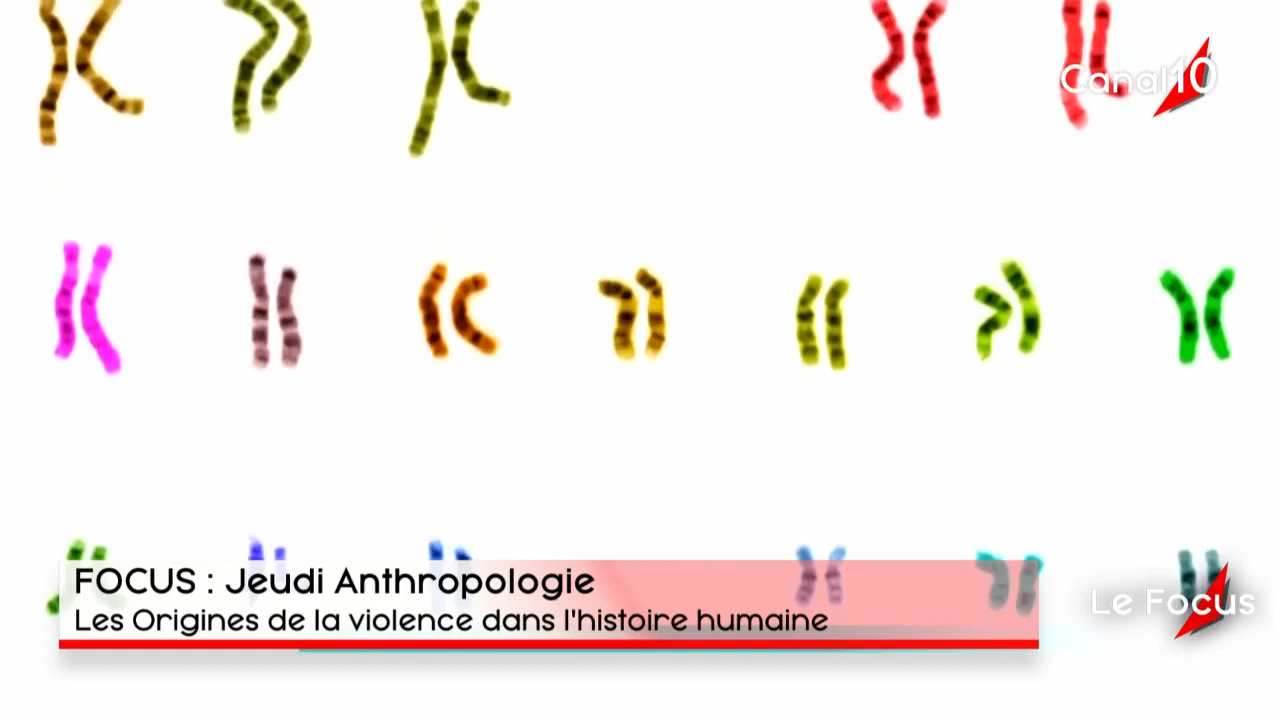 Canal10
FOCUS : Jeudi Anthropologie
Les Origines de la violence dans l'histoire humaine
Le Focus